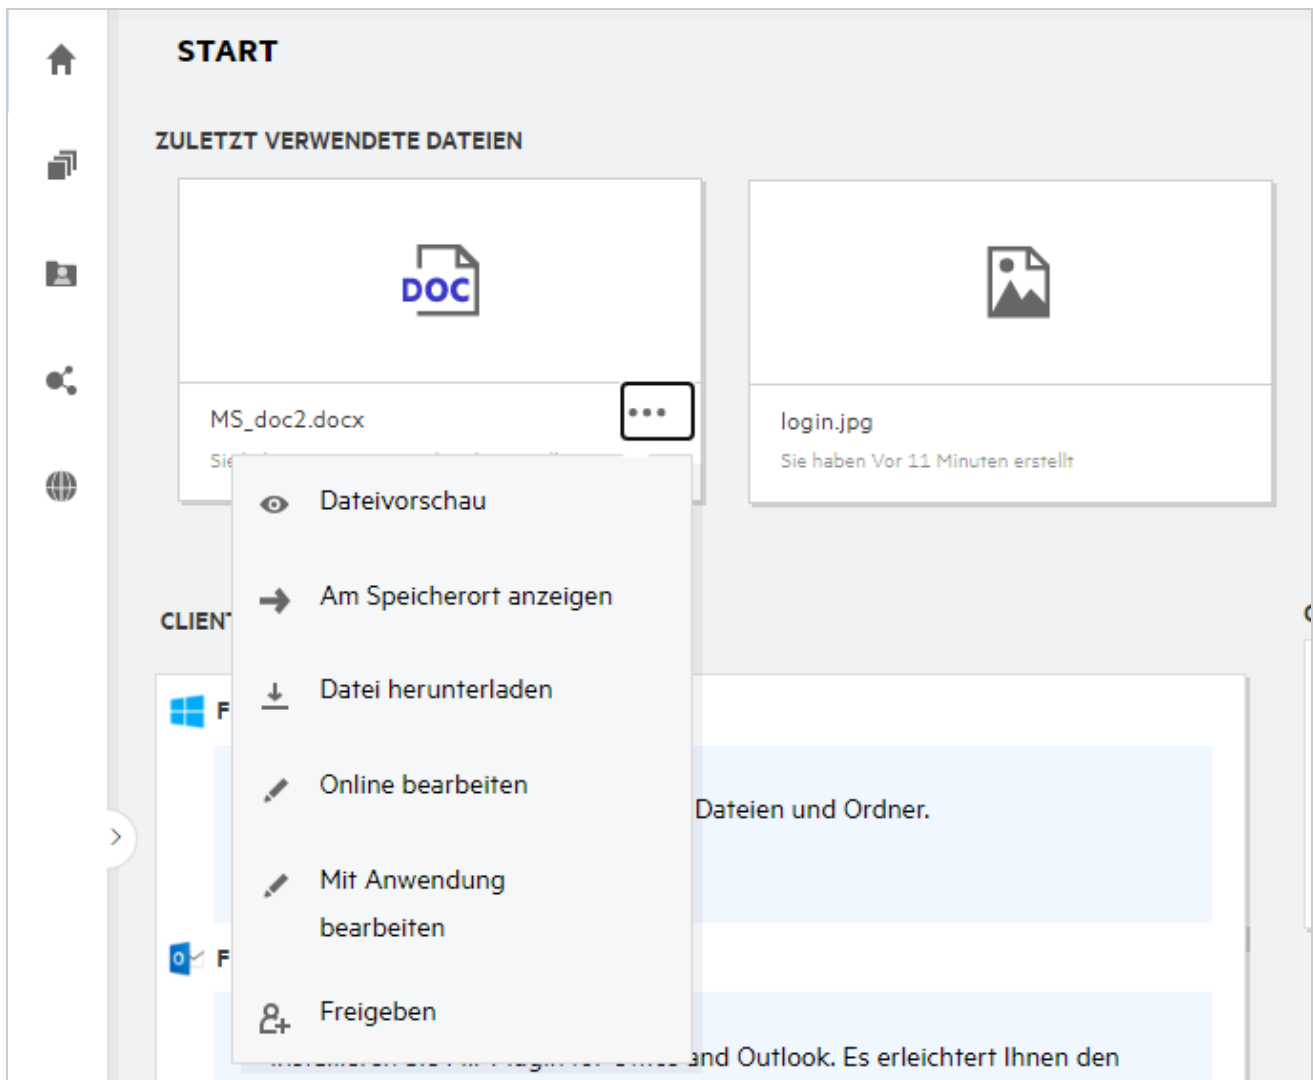 START
ZULETZT VERWENDETE DATEIEN
DOC
MS_doc2.docx
login.jpg
Sie haben Vor 11 Minuten erstellt
Dateivorschau
Am Speicherort anzeigen
Datei herunterladen
Online bearbeiten
Mit Anwendung
bearbeiten
Freigeben
CLIENT
F
Dateien und Ordner.
F
and Outlook. Es erleichtert Ihnen den